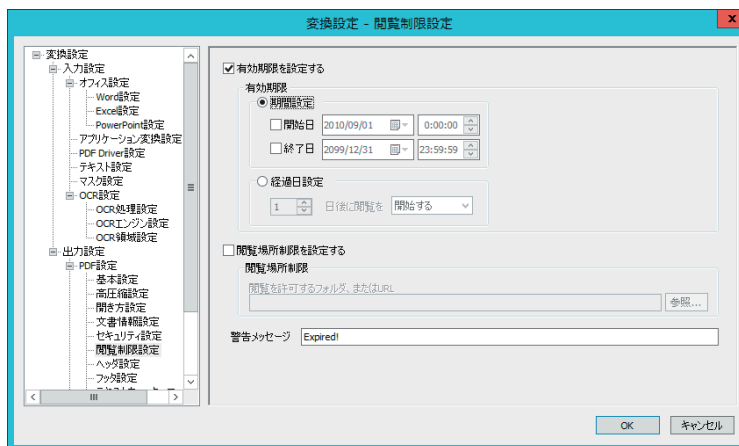 変換設定 - 閲覧制限設定
x
変換設定
入力設定
オフィス設定
Word設定
Excel設定
PowerPoint設定
アプリケーション変換設定
PDF Driver設定
テキスト設定
マスク設定
OCR設定
OCR処理設定
OCRエンジン設定
OCR領域設定
出力設定
PDF設定
基本設定
高圧縮設定
開き方設定
文書情報設定
セキュリティ設定
閲覧制限設定
ヘッダ設定
フッタ設定
有効期限を設定する
有効期限
期間設定
開始日 2010/09/01 0:00:00
終了日 2099/12/31 23:59:59
経過日設定
1 日後に閲覧を 開始する
閲覧場所制限を設定する
閲覧場所制限
閲覧を許可するフォルダ、またはURL
参照...
警告メッセージ Expired!
OK キャンセル